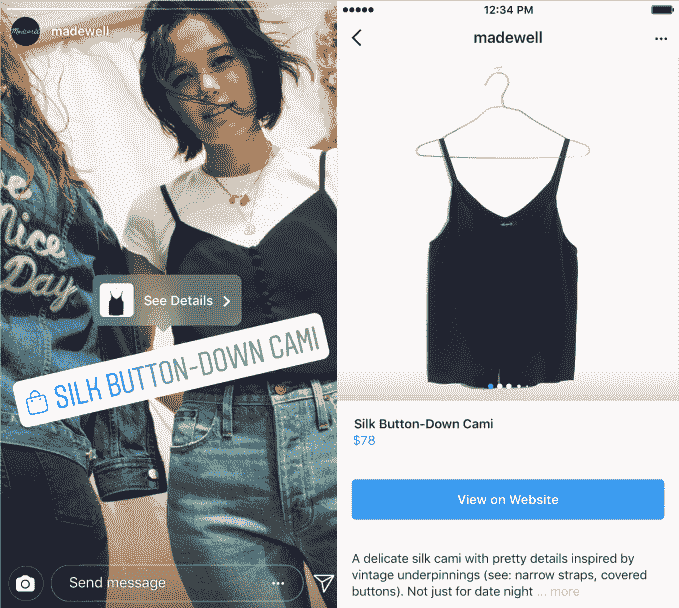 madewell
Nice
Day
See Details
SILK BUTTON-DOWN CAMI
Send message
12:34 PM
madewell
Silk Button-Down Cami
$78
View on Website
A delicate silk cami with pretty details inspired by
vintage underpinnings (see: narrow straps, covered
buttons). Not just for date night ... more